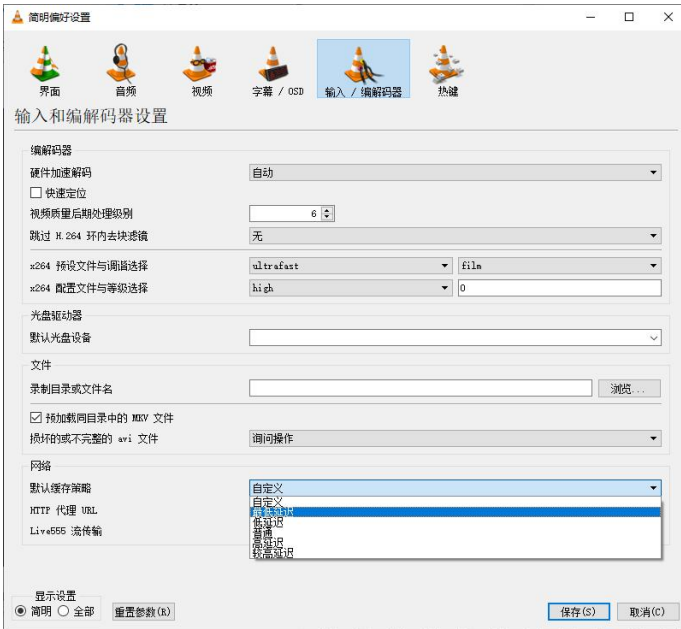 简明偏好设置
界面 音频 视频 字幕 / OSD 输入 / 编解码器 热键
输入和编解码器设置
编解码器
硬件加速解码 自动
快速定位
视频质量后期处理级别 6
跳过 H.264 环内去块滤镜 无
x264 预设文件与调谐选择 ultrafast film
x264 配置文件与等级选择 high 0
光盘驱动器
默认光盘设备
文件
录制目录或文件名 浏览...
预加载同目录中的 MKV 文件
损坏的或不完整的 avi 文件 询问操作
网络
默认缓存策略 自定义
自定义
HTTP 代理 URL 最低延迟
低延迟
Live555 流传输 普通
高延迟
较高延迟
显示设置
简明 全部 重置参数(R) 保存(S) 取消(C)